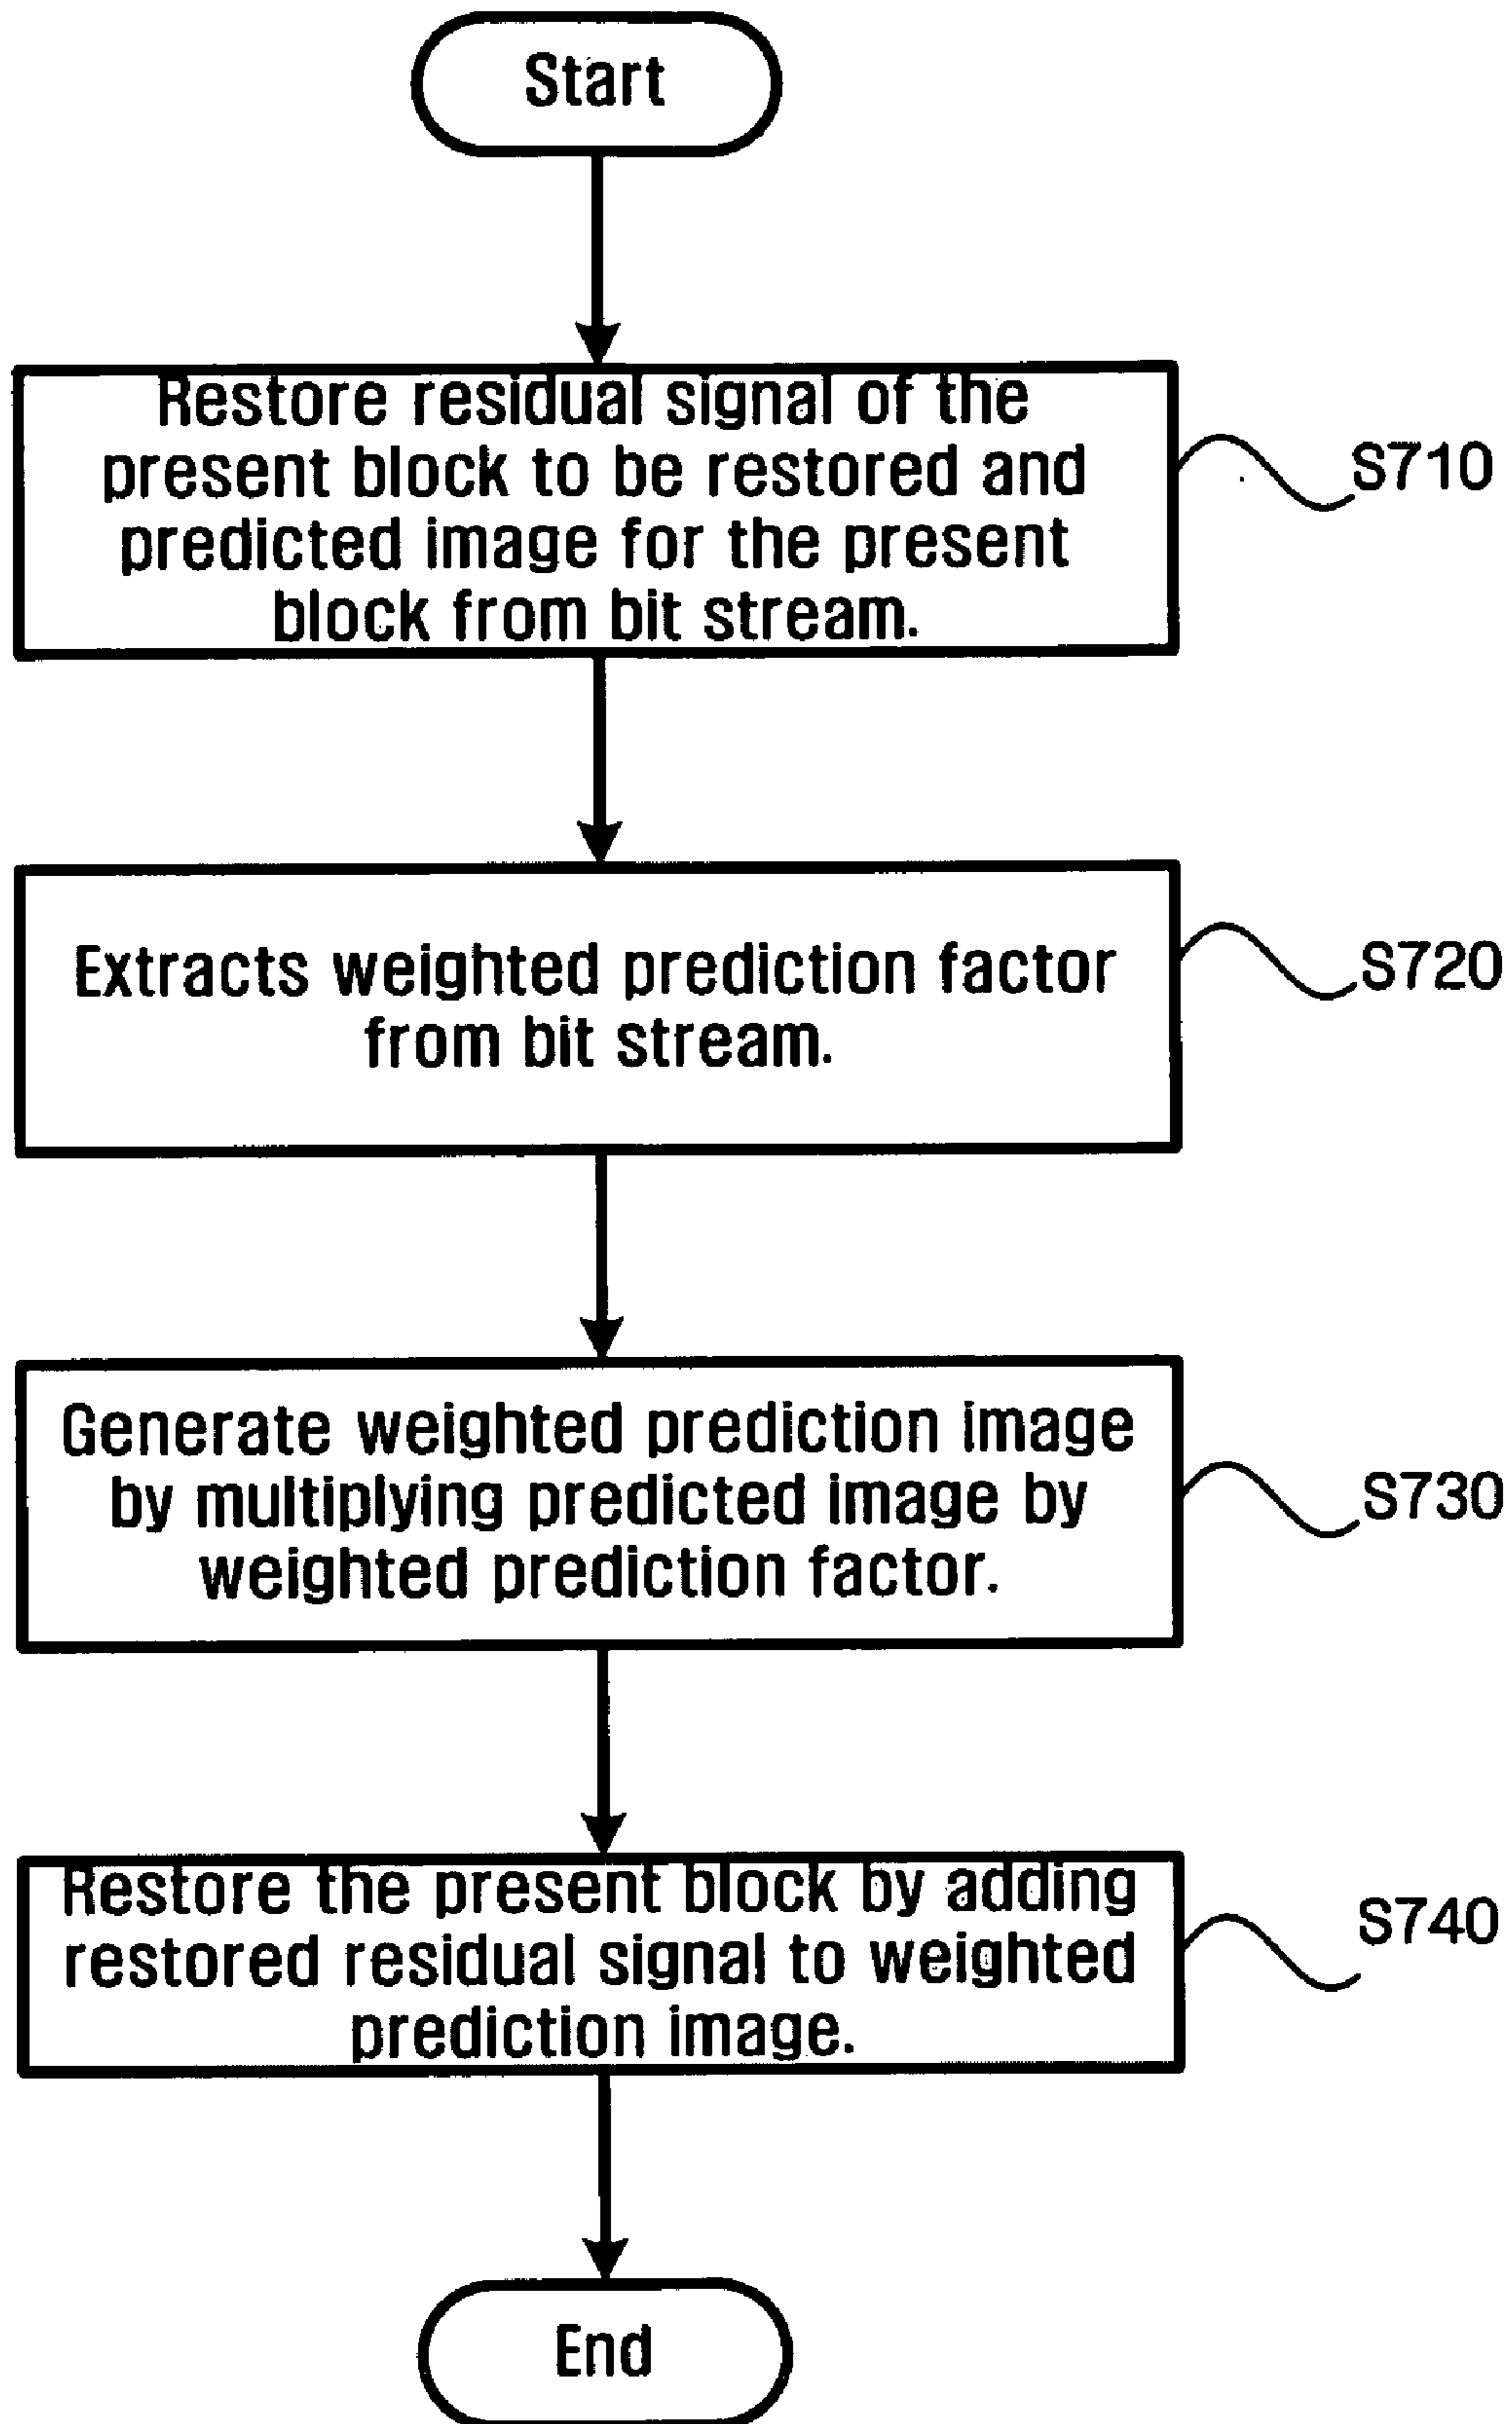 Start
Restore residual signal of the
present block to be restored and
predicted image for the present
block from bit stream.
S710
Extracts weighted prediction factor
from bit stream.
S720
Generate weighted prediction image
by multiplying predicted image by
weighted prediction factor.
S730
Restore the present block by adding
restored residual signal to weighted
prediction image.
S740
End